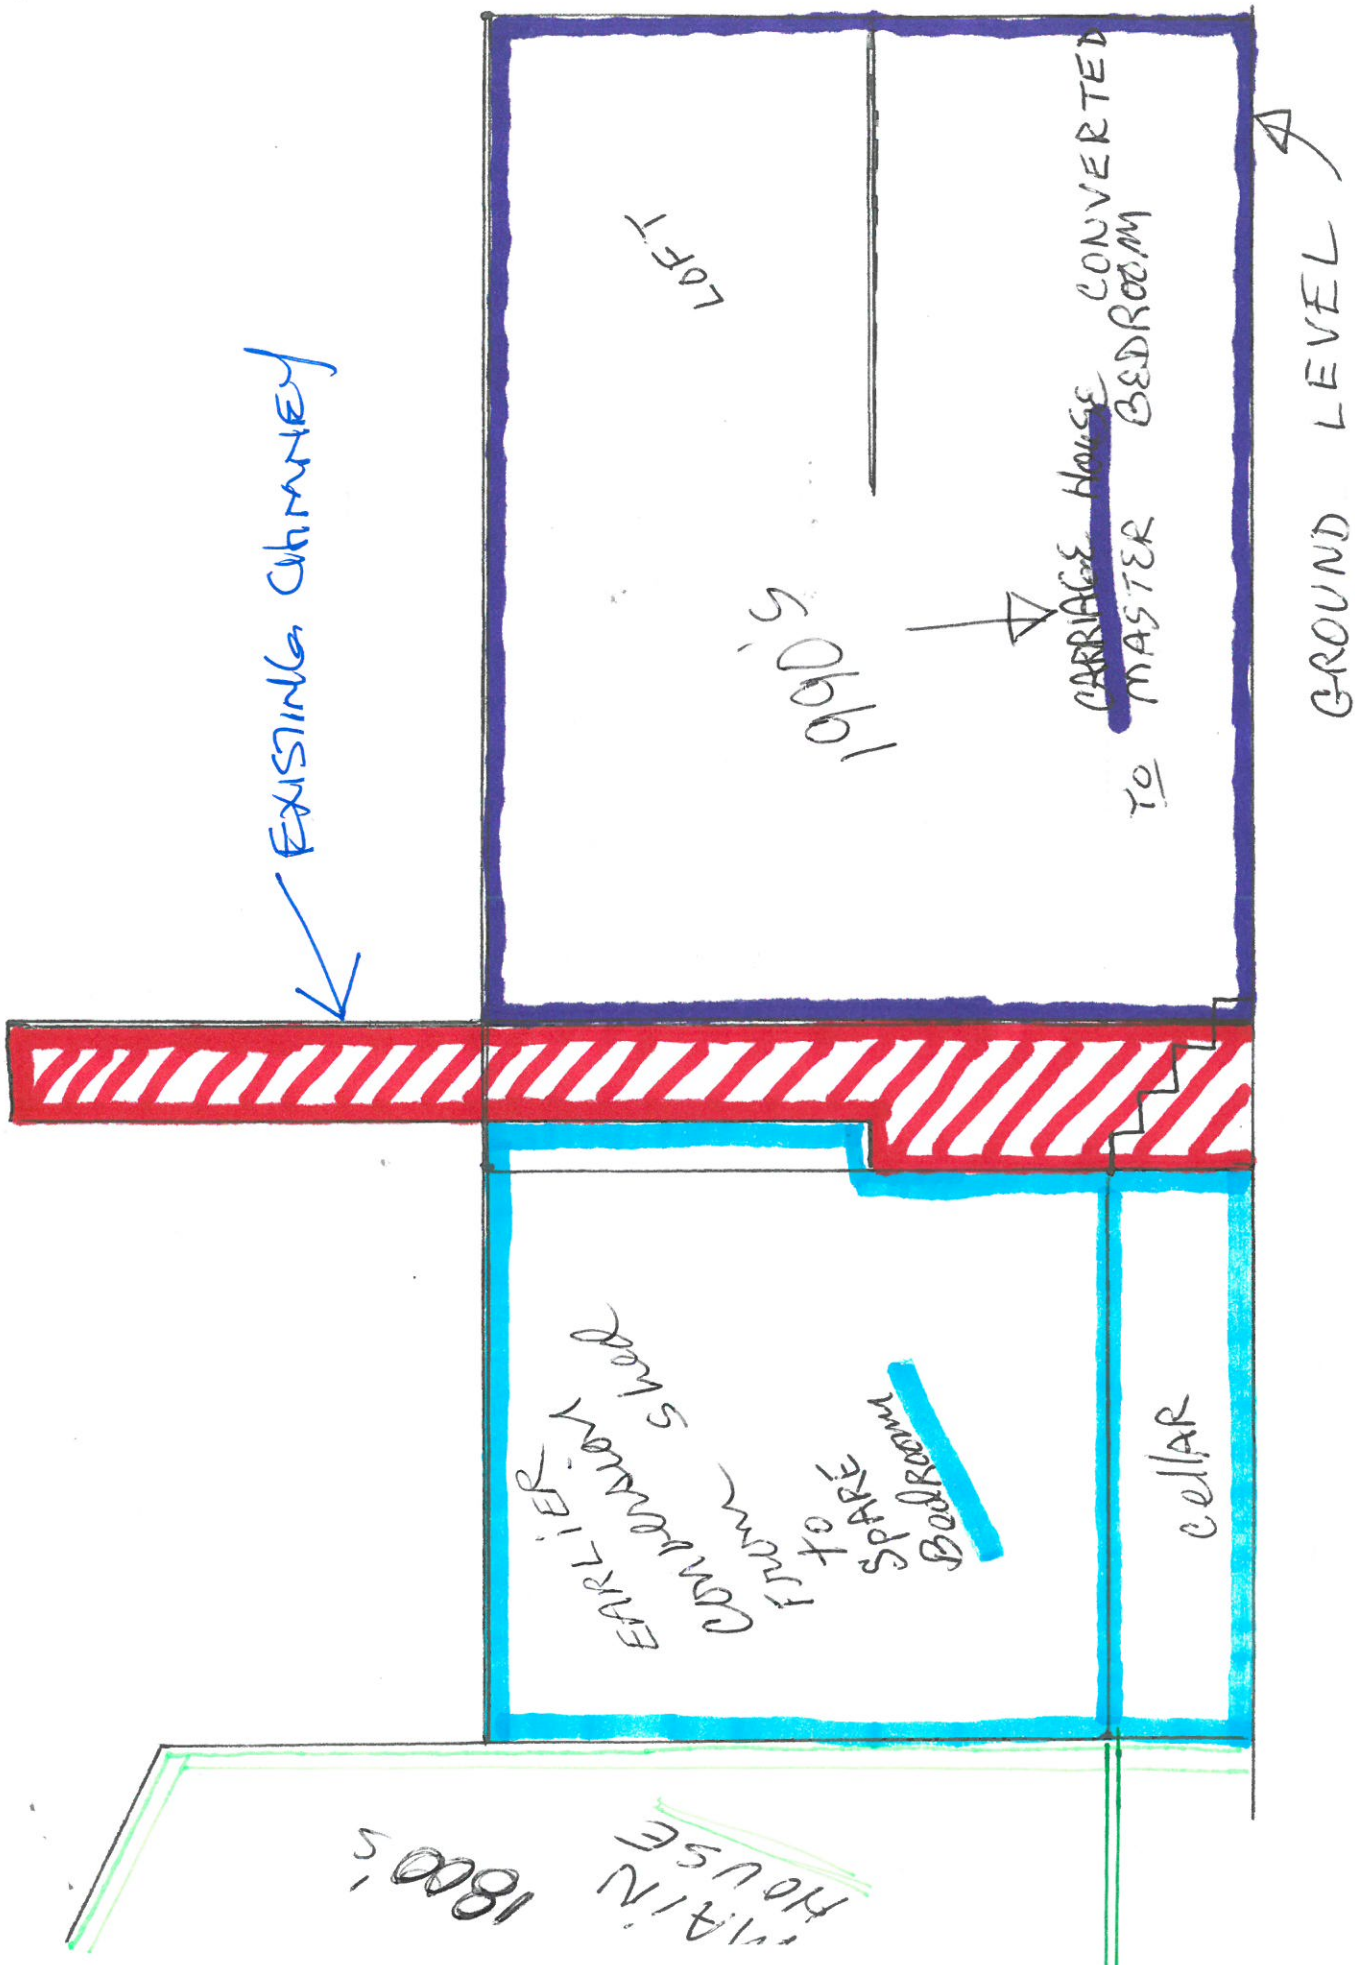 EXISTING ChimNEY
1800's
MAiN
HOUSE
EARLiER
Conversion
From shed
to
SPARE
BedRoom
cellAR
LOFT
1990's
CARRIAGE House CONVERTED
TO MASTER BEDROOM
GROUND LEVEL